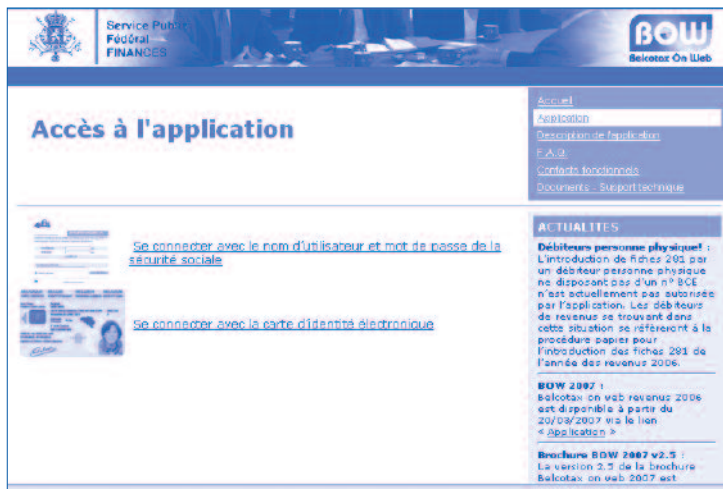 Service Public
Fédéral
FINANCES
BOW
Belcotax On Web
Accès à l'application
Accueil
Application
Description de l'application
F.A.Q.
Contacts fonctionnels
Documents - Support technique
Se connecter avec le nom d'utilisateur et mot de passe de la
sécurité sociale
Se connecter avec la carte d'identité électronique
ACTUALITES
Débiteurs personne physique! :
L'introduction de fiches 281 par
un débiteur personne physique
ne disposant pas d'un n° BCE
n'est actuellement pas autorisée
par l'application. Les débiteurs
de revenus se trouvant dans
cette situation se réfèreront à la
procédure papier pour
l'introduction des fiches 281 de
l'année des revenus 2006.
BOW 2007 :
Belcotax on web revenus 2006
est disponible à partir du
20/03/2007 via le lien
« Application »
Brochure BOW 2007 v2.5 :
La version 2.5 de la brochure
Belcotax on web 2007 est